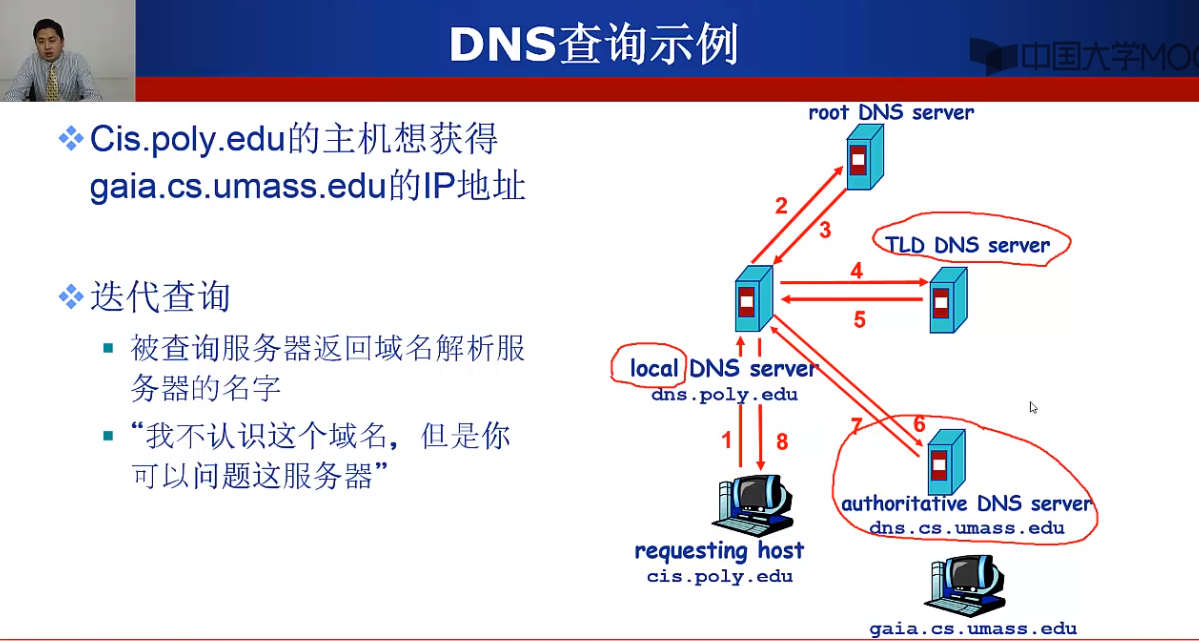 DNS查询示例
中国大学MOO
Cis.poly.edu的主机想获得
gaia.cs.umass.edu的IP地址
迭代查询
被查询服务器返回域名解析服
务器的名字
“我不认识这个域名，但是你
可以问题这服务器”
root DNS server
2
3
TLD DNS server
4
5
local DNS server
dns.poly.edu
1
8
7
6
authoritative DNS server
dns.cs.umass.edu
requesting host
cis.poly.edu
gaia.cs.umass.edu